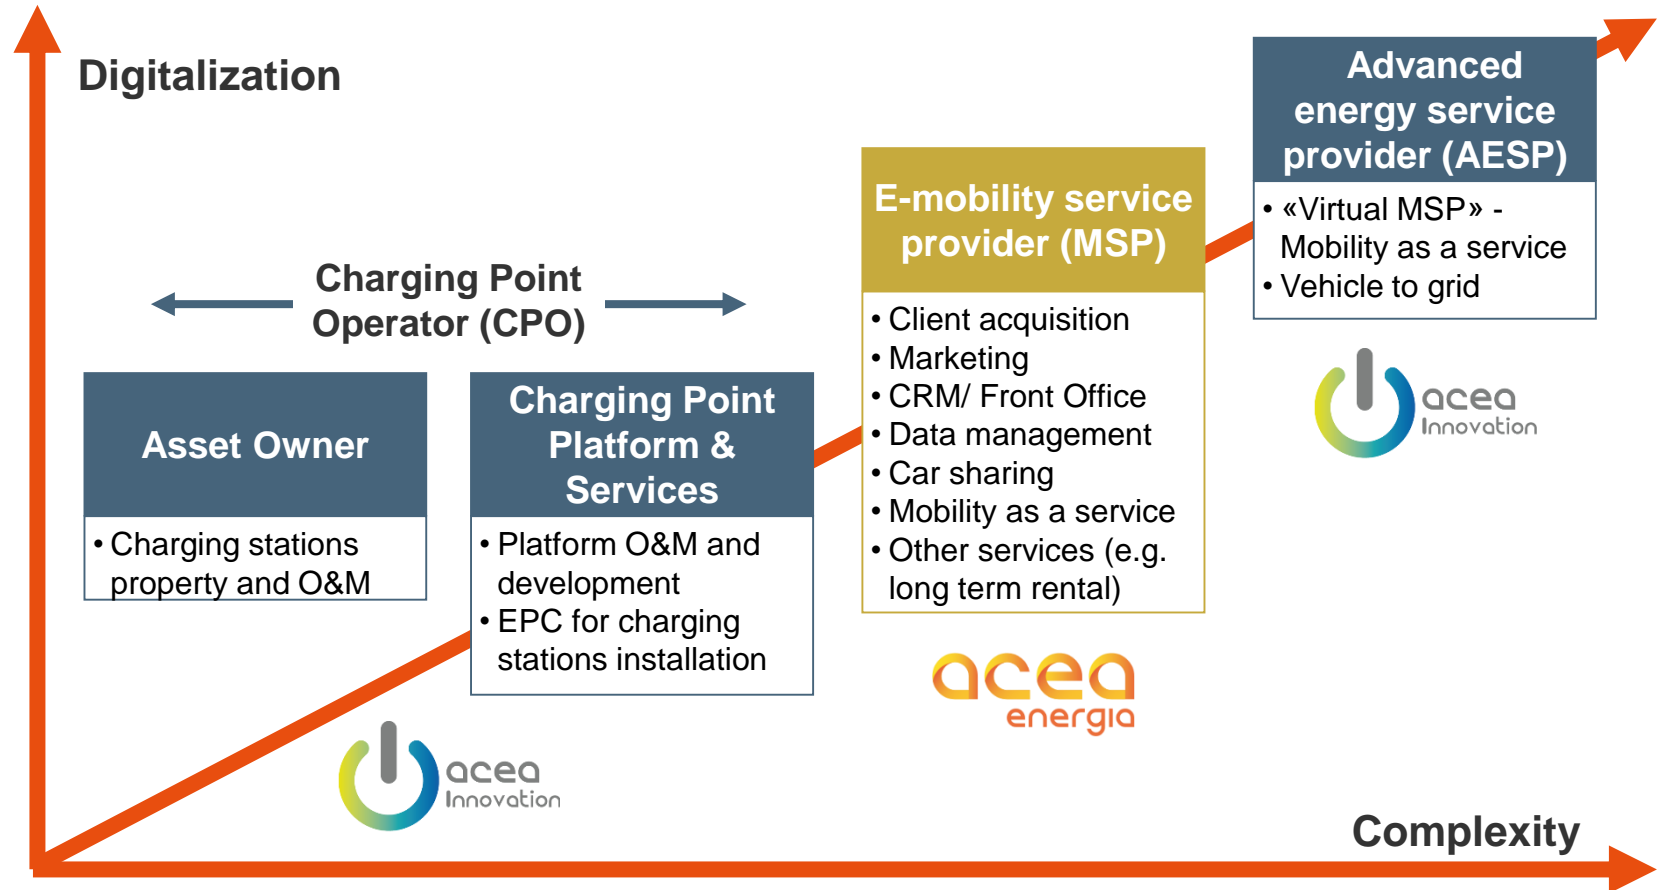 Digitalization
Charging Point
Operator (CPO)
Asset Owner
• Charging stations
property and O&M
Charging Point
Platform &
Services
• Platform O&M and
development
• EPC for charging
stations installation
acea
Innovation
E-mobility service
provider (MSP)
• Client acquisition
• Marketing
• CRM/ Front Office
• Data management
• Car sharing
• Mobility as a service
• Other services (e.g.
long term rental)
acea
energia
Advanced
energy service
provider (AESP)
• «Virtual MSP» -
Mobility as a service
• Vehicle to grid
acea
Innovation
Complexity